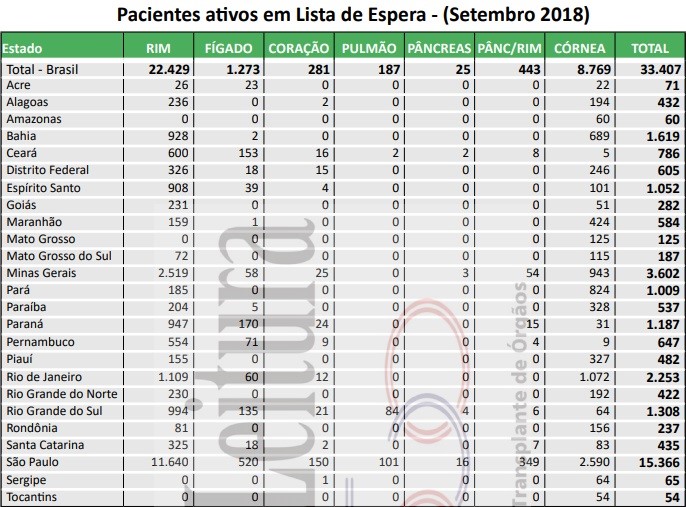 Pacientes ativos em Lista de Espera - (Setembro 2018)
Estado RIM FÍGADO CORAÇÃO PULMÃO PÂNCREAS PÂNC/RIM CÓRNEA TOTAL
Total - Brasil 22.429 1.273 281 187 25 443 8.769 33.407
Acre 26 23 0 0 0 0 22 71
Alagoas 236 0 2 0 0 0 194 432
Amazonas 0 0 0 0 0 0 60 60
Bahia 928 2 0 0 0 0 689 1.619
Ceará 600 153 16 2 2 8 5 786
Distrito Federal 326 18 15 0 0 0 246 605
Espírito Santo 908 39 4 0 0 0 101 1.052
Goiás 231 0 0 0 0 0 51 282
Maranhão 159 1 0 0 0 0 424 584
Mato Grosso 0 0 0 0 0 0 125 125
Mato Grosso do Sul 72 0 0 0 0 0 115 187
Minas Gerais 2.519 58 25 0 3 54 943 3.602
Pará 185 0 0 0 0 0 824 1.009
Paraíba 204 5 0 0 0 0 328 537
Paraná 947 170 24 0 0 15 31 1.187
Pernambuco 554 71 9 0 0 4 9 647
Piauí 155 0 0 0 0 0 327 482
Rio de Janeiro 1.109 60 12 0 0 0 1.072 2.253
Rio Grande do Norte 230 0 0 0 0 0 192 422
Rio Grande do Sul 994 135 21 84 4 6 64 1.308
Rondônia 81 0 0 0 0 0 156 237
Santa Catarina 325 18 2 0 0 7 83 435
São Paulo 11.640 520 150 101 16 349 2.590 15.366
Sergipe 0 0 1 0 0 0 64 65
Tocantins 0 0 0 0 0 0 54 54
Leitura
Transplante de Órgãos